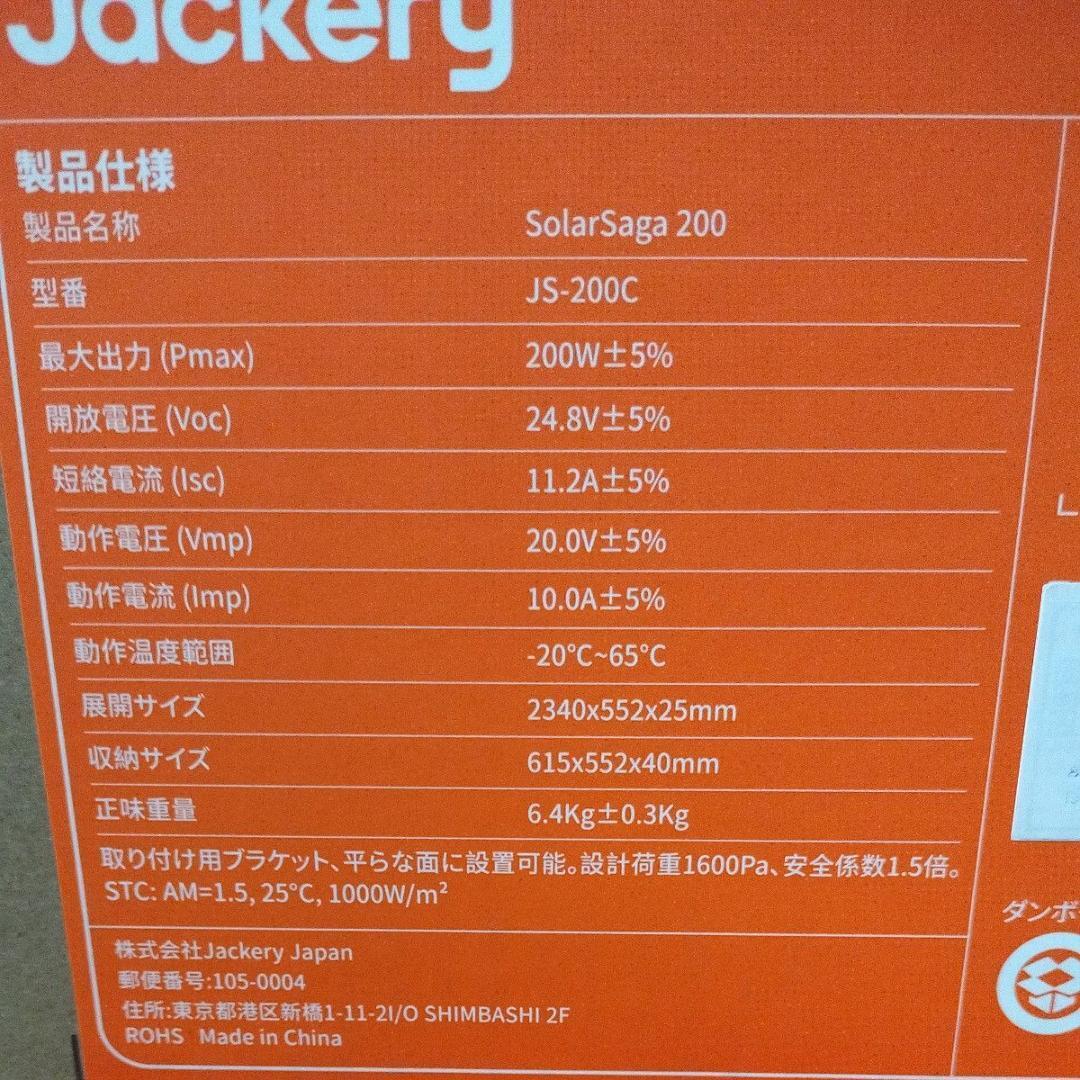 Jackery
製品仕様
製品名称 SolarSaga 200
型番 JS-200C
最大出力 (Pmax) 200W±5%
開放電圧 (Voc) 24.8V±5%
短絡電流 (Isc) 11.2A±5%
動作電圧 (Vmp) 20.0V±5%
動作電流 (Imp) 10.0A±5%
動作温度範囲 -20℃~65℃
展開サイズ 2340x552x25mm
収納サイズ 615x552x40mm
正味重量 6.4Kg±0.3Kg
取り付け用ブラケット、平らな面に設置可能。設計荷重1600Pa、安全係数1.5倍。
STC: AM=1.5, 25℃, 1000W/m²
株式会社Jackery Japan
郵便番号:105-0004
住所:東京都港区新橋1-11-2I/O SHIMBASHI 2F
ROHS Made in China
ダンボ